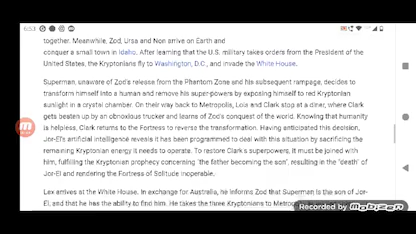 6:53
together. Meanwhile, Zod, Ursa and Non arrive on Earth and
conquer a small town in Idaho. After learning that the U.S. military takes orders from the President of the
United States, the Kryptonians fly to Washington, D.C., and invade the White House.
Superman, unaware of Zod's release from the Phantom Zone and his subsequent rampage, decides to
transform himself into a human and remove his super-powers by exposing himself to red Kryptonian
sunlight in a crystal chamber. On their way back to Metropolis, Lois and Clark stop at a diner, where Clark
gets beaten up by an obnoxious trucker and learns of Zod's conquest of the world. Knowing that humanity
is helpless, Clark returns to the Fortress to reverse the transformation. Having anticipated this decision,
Jor-El's artificial intelligence reveals it has been programmed to deal with this situation by sacrificing the
remaining Kryptonian energy it needs to operate. To restore Clark's superpowers, it must be joined with
him, fulfilling the Kryptonian prophecy concerning "the father becoming the son", resulting in the "death" of
Jor-El and rendering the Fortress of Solitude inoperable.
Lex arrives at the White House. In exchange for Australia, he informs Zod that Superman is the son of Jor-
El, and that he has the ability to find him. He takes the three Kryptonians to Metrop
Recorded by Mobizen